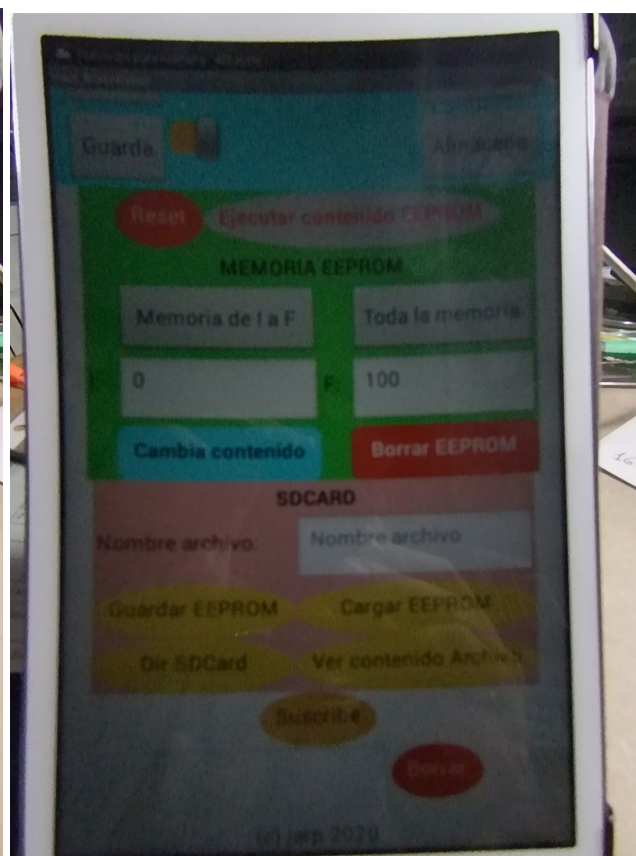 Guarda
Almacena
Reset
Ejecutar contenido EEPROM
MEMORIA EEPROM
Memoria de I a F
Toda la memoria
I:
0
F:
100
Cambia contenido
Borrar EEPROM
SDCARD
Nombre archivo:
Nombre archivo
Guardar EEPROM
Cargar EEPROM
Dir SDCard
Ver contenido Archivo
Suscribe
Borrar
(c) jarp 2020
16